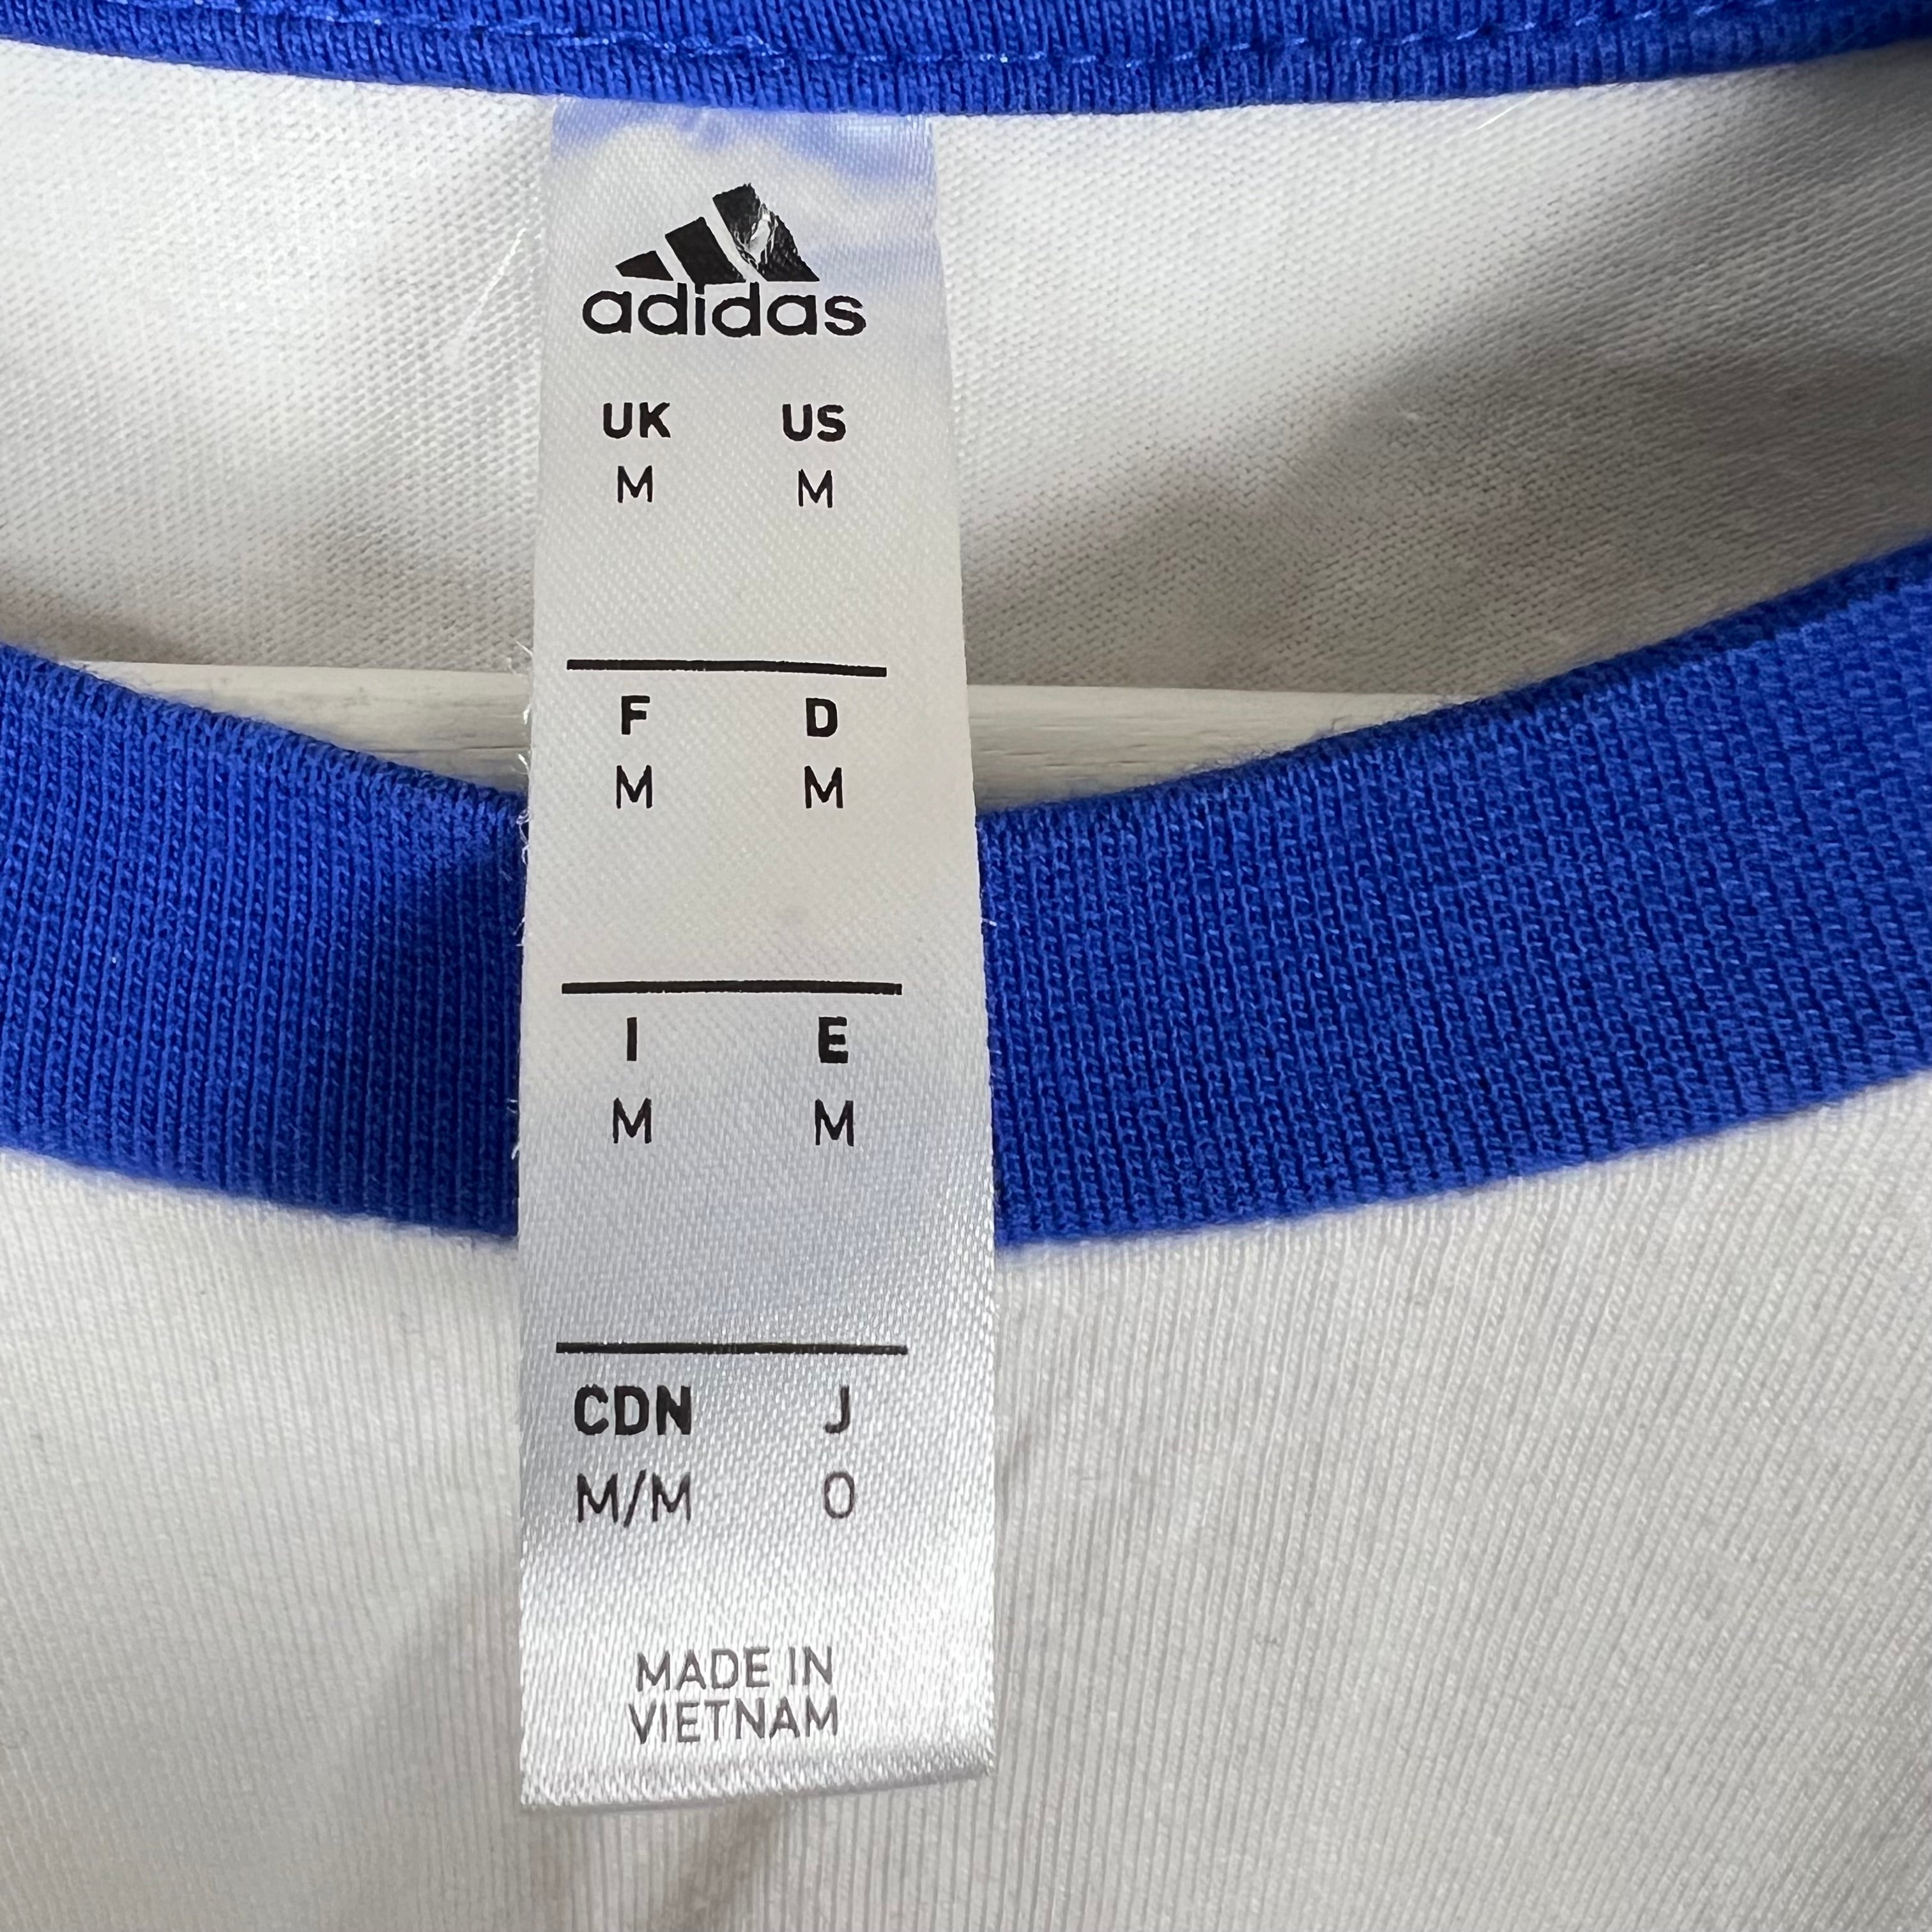 adidas
UK US
M M
F D
M M
I E
M M
CDN J
M/M O
MADE IN
VIETNAM